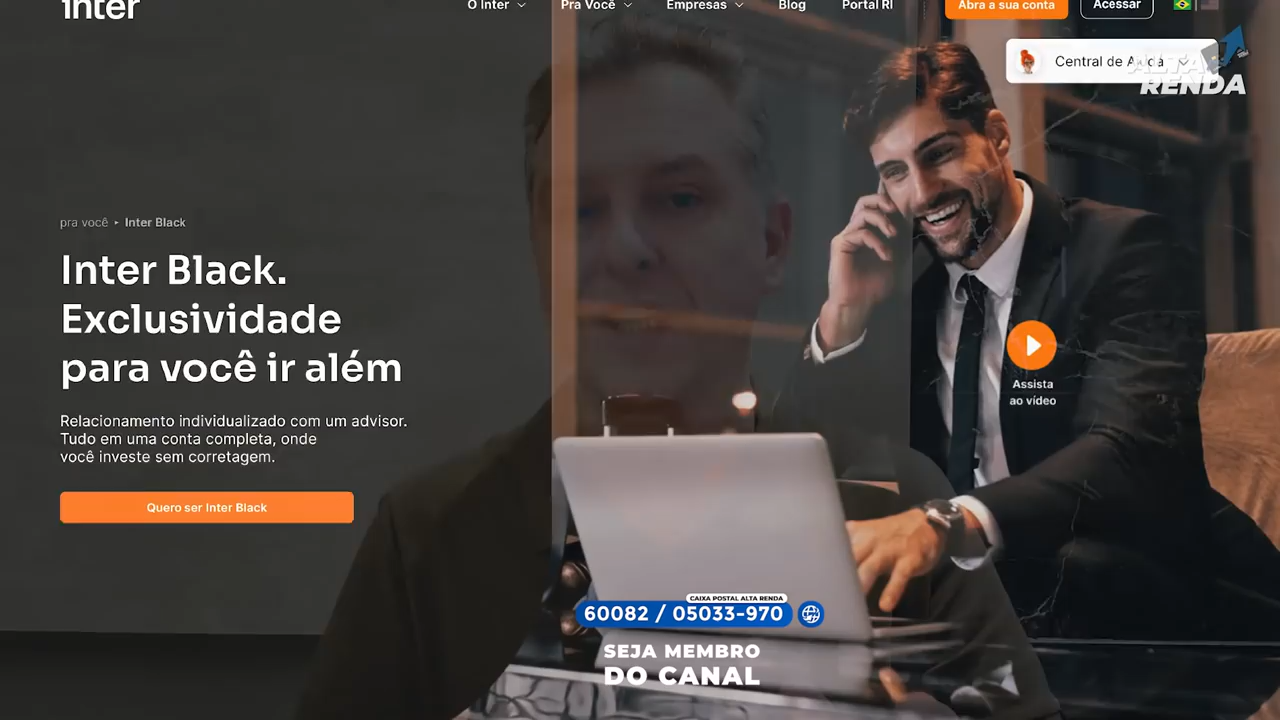 inter
O Inter
Pra Você
Empresas
Blog
Portal RI
Abra a sua conta
Acessar
Central de Ajuda
ALTA
RENDA
pra você ‣ Inter Black
Inter Black.
Exclusividade
para você ir além
Relacionamento individualizado com um advisor.
Tudo em uma conta completa, onde
você investe sem corretagem.
Quero ser Inter Black
Assista
ao vídeo
CAIXA POSTAL ALTA RENDA
60082 / 05033-970
SEJA MEMBRO
DO CANAL